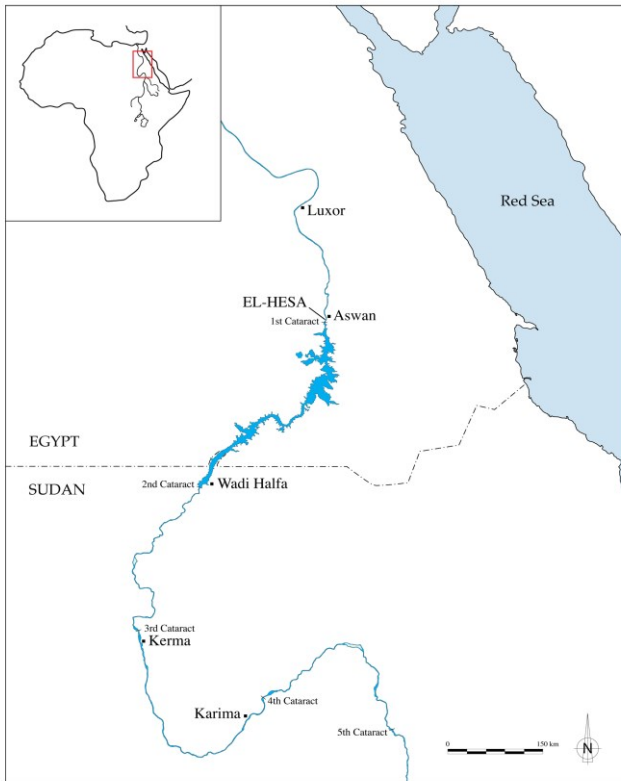 Red Sea
Luxor
EL-HESA
Aswan
1st Cataract
EGYPT
SUDAN
2nd Cataract
Wadi Halfa
3rd Cataract
Kerma
4th Cataract
Karima
5th Cataract
0
150 km
N